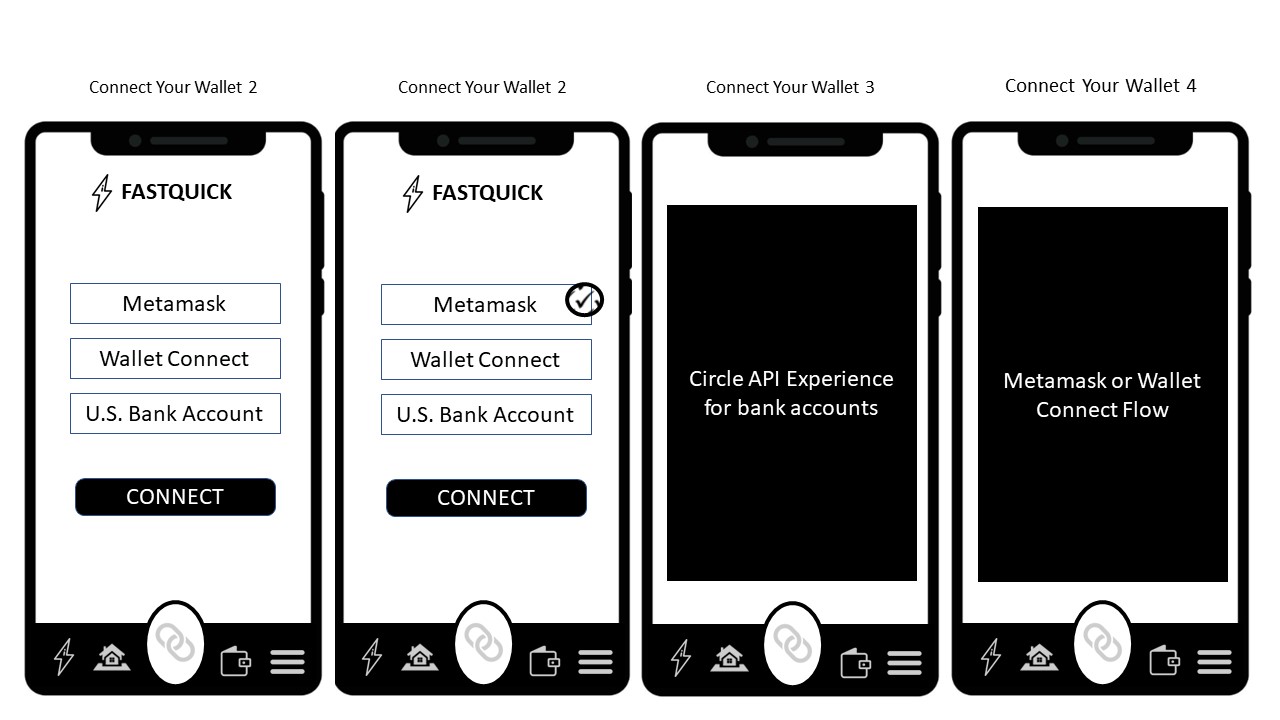 Connect Your Wallet 2
Connect Your Wallet 2
Connect Your Wallet 3
Connect Your Wallet 4
FASTQUICK
Metamask
Wallet Connect
U.S. Bank Account
CONNECT
FASTQUICK
Metamask
Wallet Connect
U.S. Bank Account
CONNECT
Circle API Experience
for bank accounts
Metamask or Wallet
Connect Flow